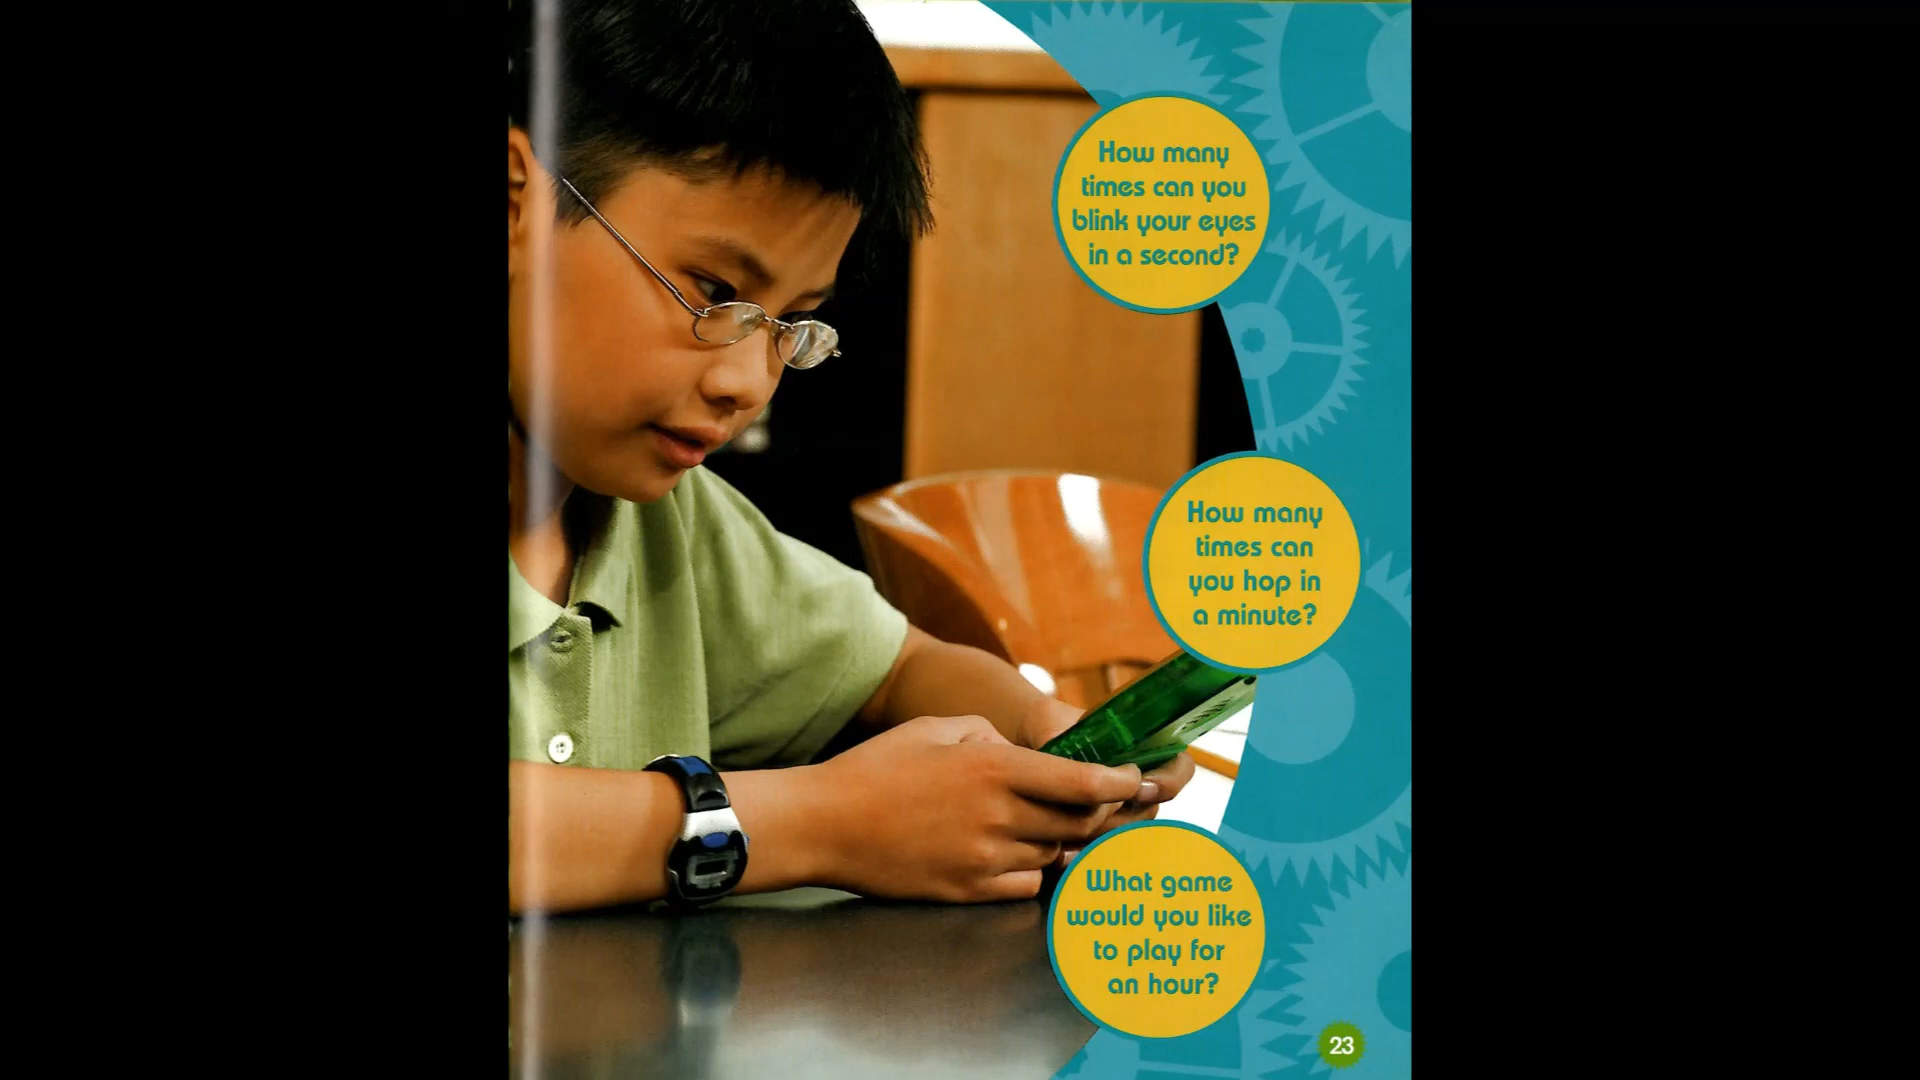 How many
times can you
blink your eyes
in a second?
How many
times can
you hop in
a minute?
What game
would you like
to play for
an hour?
23